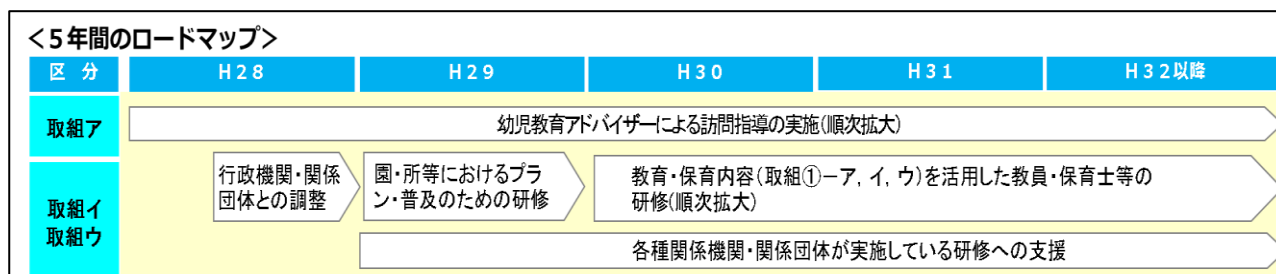 ＜５年間のロードマップ＞
区　分
Ｈ２８
Ｈ２９
Ｈ３０
Ｈ３１
Ｈ３２以降
取組ア
幼児教育アドバイザーによる訪問指導の実施(順次拡大)
取組イ
取組ウ
行政機関・関係
団体との調整
園・所等におけるプラ
ン・普及のための研修
教育・保育内容(取組①－ア，イ，ウ)を活用した教員・保育士等の
研修(順次拡大)
各種関係機関・関係団体が実施している研修への支援